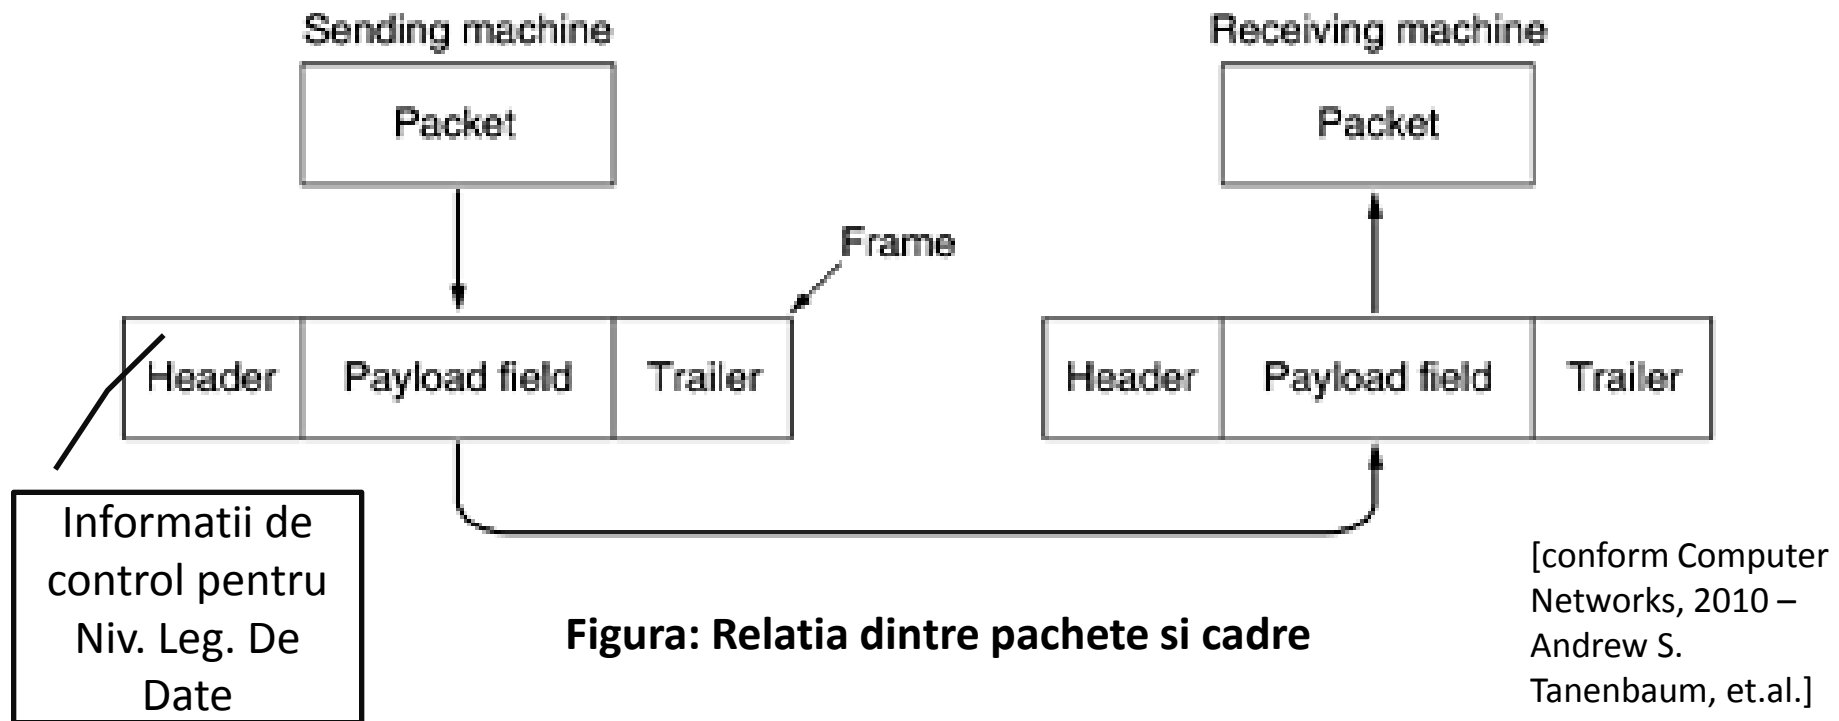 Sending machine
Receiving machine
Packet
Packet
Frame
Header
Payload field
Trailer
Header
Payload field
Trailer
Informatii de
control pentru
Niv. Leg. De
Date
Figura: Relatia dintre pachete si cadre
[conform Computer
Networks, 2010 –
Andrew S.
Tanenbaum, et.al.]